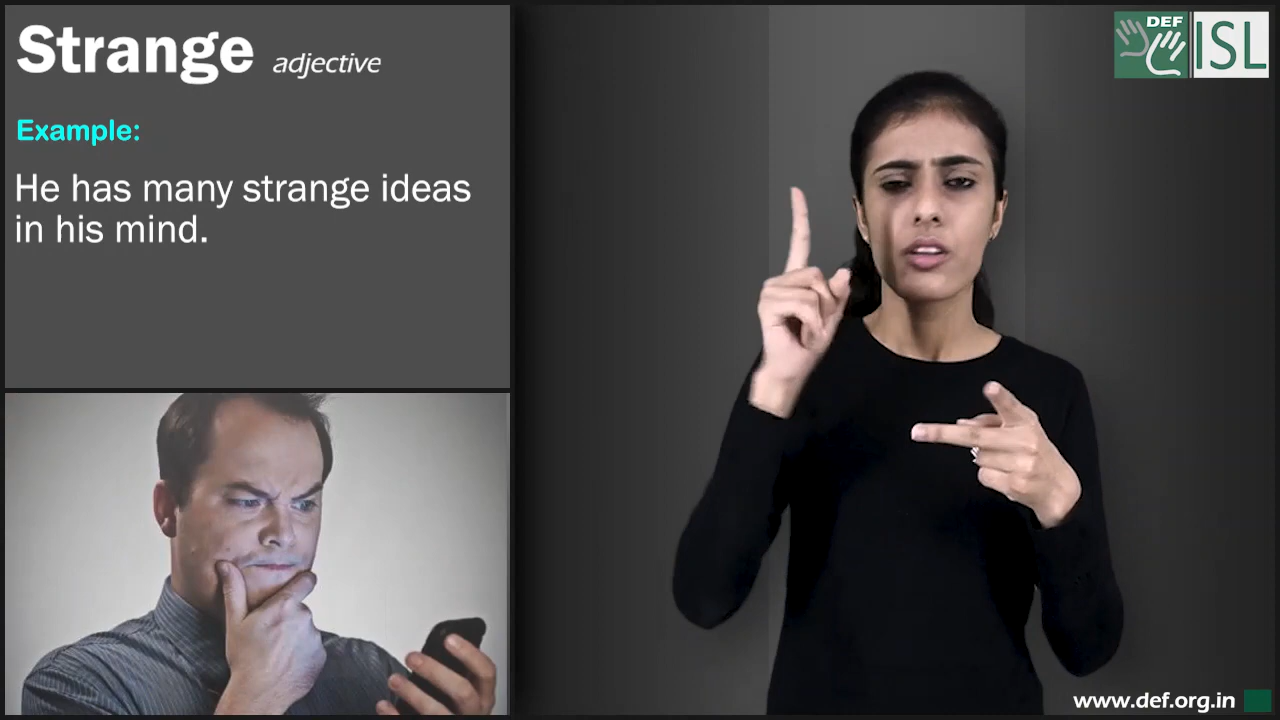 Strange adjective
Example:
He has many strange ideas
in his mind.
DEF
ISL
www.def.org.in